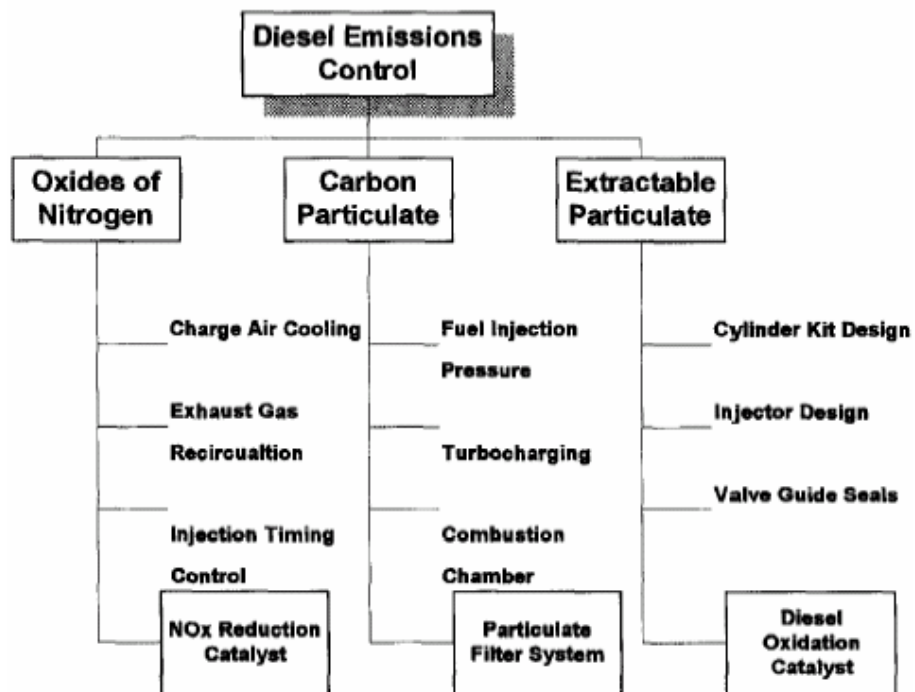 Diesel Emissions
Control
Oxides of
Nitrogen
Carbon
Particulate
Extractable
Particulate
Charge Air Cooling
Exhaust Gas
Recircualtion
Injection Timing
Control
NOx Reduction
Catalyst
Fuel Injection
Pressure
Turbocharging
Combustion
Chamber
Particulate
Filter System
Cylinder Kit Design
Injector Design
Valve Guide Seals
Diesel
Oxidation
Catalyst